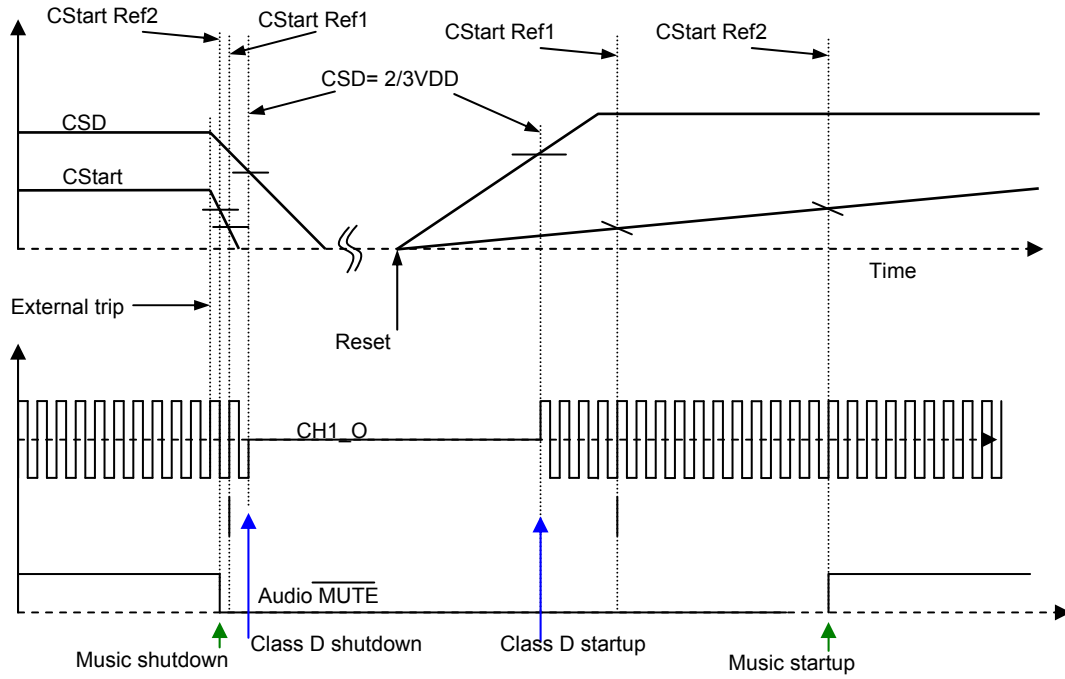 CStart Ref2
CStart Ref1
CStart Ref1
CStart Ref2
CSD= 2/3VDD
CSD
CStart
Time
External trip
Reset
CH1_O
Audio MUTE
Class D shutdown
Class D startup
Music shutdown
Music startup